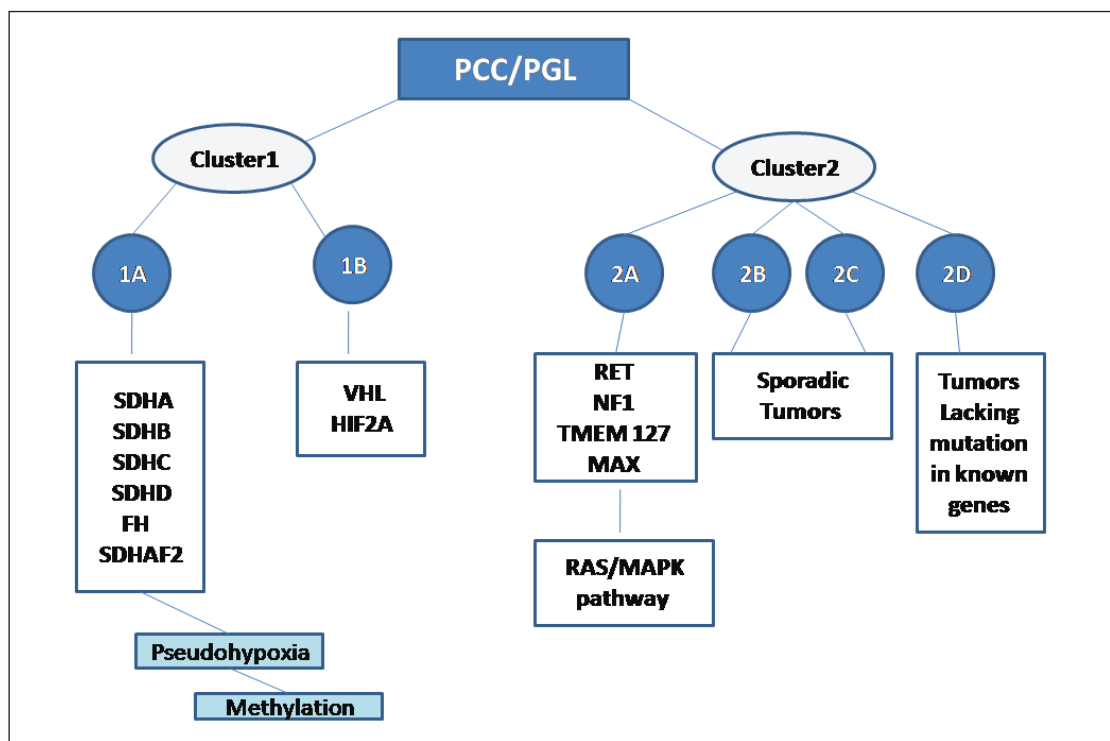 PCC/PGL
Cluster1
Cluster2
1A
1B
2A
2B
2C
2D
SDHA
SDHB
SDHC
SDHD
FH
SDHAF2
VHL
HIF2A
RET
NF1
TMEM 127
MAX
Sporadic
Tumors
Tumors
Lacking
mutation
in known
genes
RAS/MAPK
pathway
Pseudohypoxia
Methylation